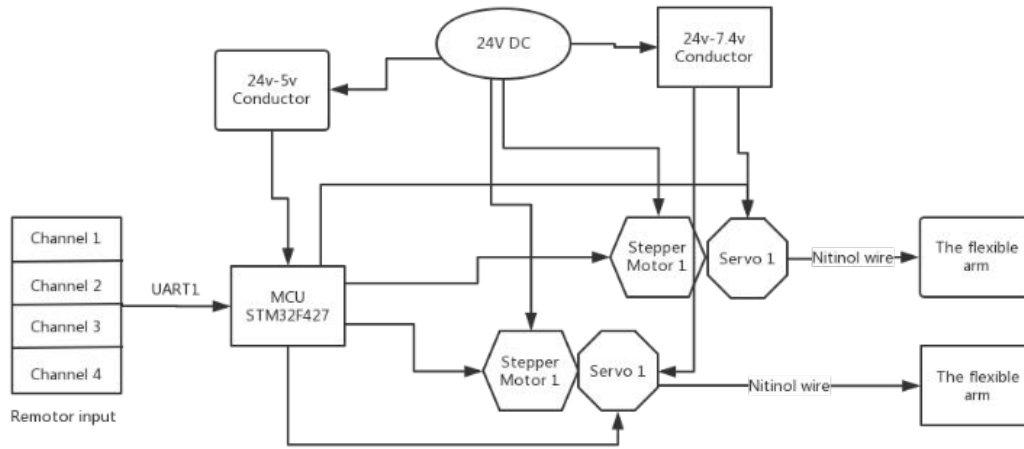 24V DC
24v-7.4v
Conductor
24v-5v
Conductor
Channel 1
Channel 2
Channel 3
Channel 4
Remotor input
UART1
MCU
STM32F427
Stepper
Motor 1
Servo 1
Nitinol wire
The flexible
arm
Stepper
Motor 1
Servo 1
Nitinol wire
The flexible
arm